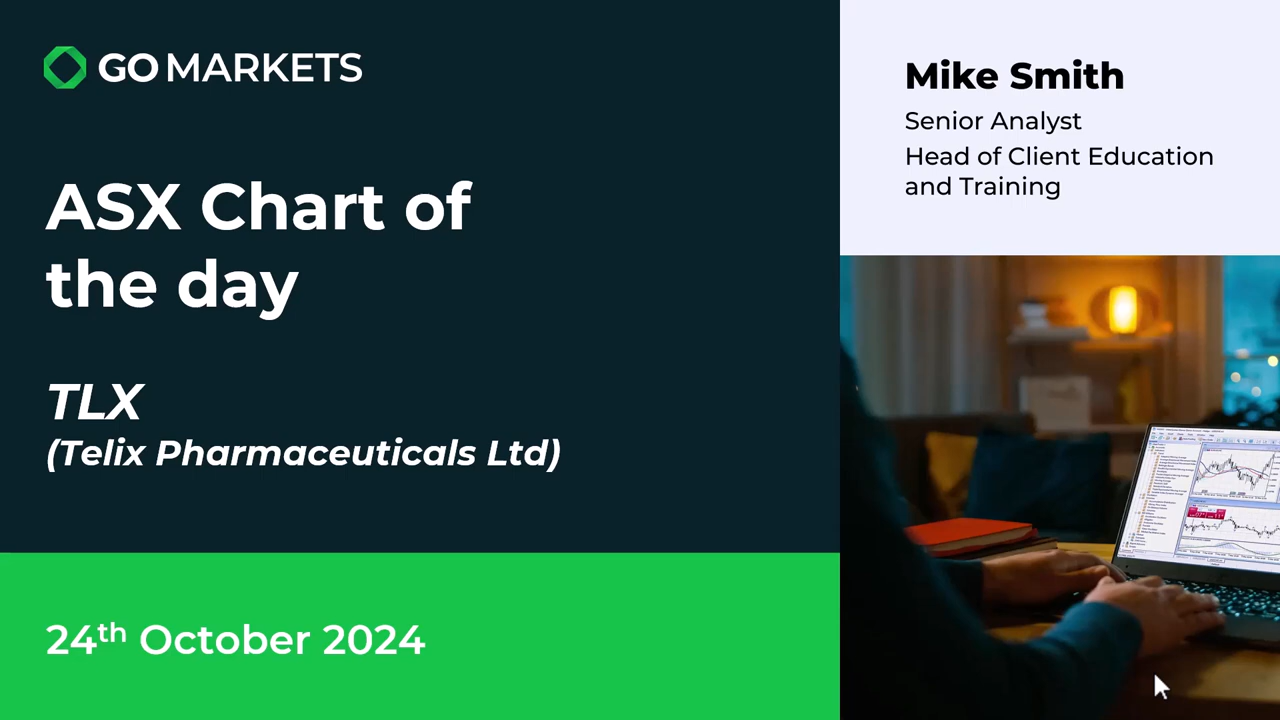 GO MARKETS
ASX Chart of
the day
TLX
(Telix Pharmaceuticals Ltd)
24th October 2024
Mike Smith
Senior Analyst
Head of Client Education
and Training